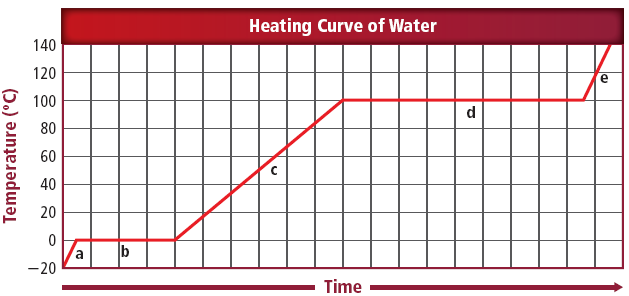 Heating Curve of Water
Temperature (°C)
140
120
100
80
60
40
20
0
−20
a
b
c
d
e
Time